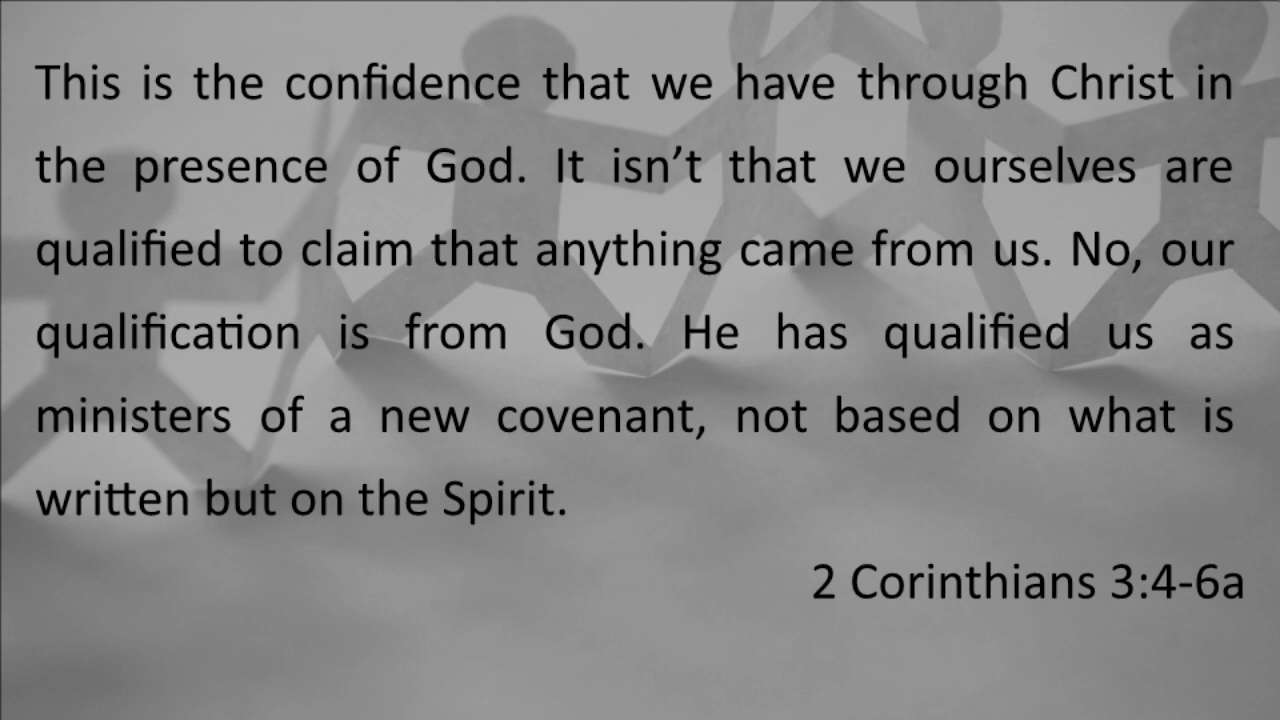 This is the confidence that we have through Christ in
the presence of God. It isn’t that we ourselves are
qualified to claim that anything came from us. No, our
qualification is from God. He has qualified us as
ministers of a new covenant, not based on what is
written but on the Spirit.
2 Corinthians 3:4-6a